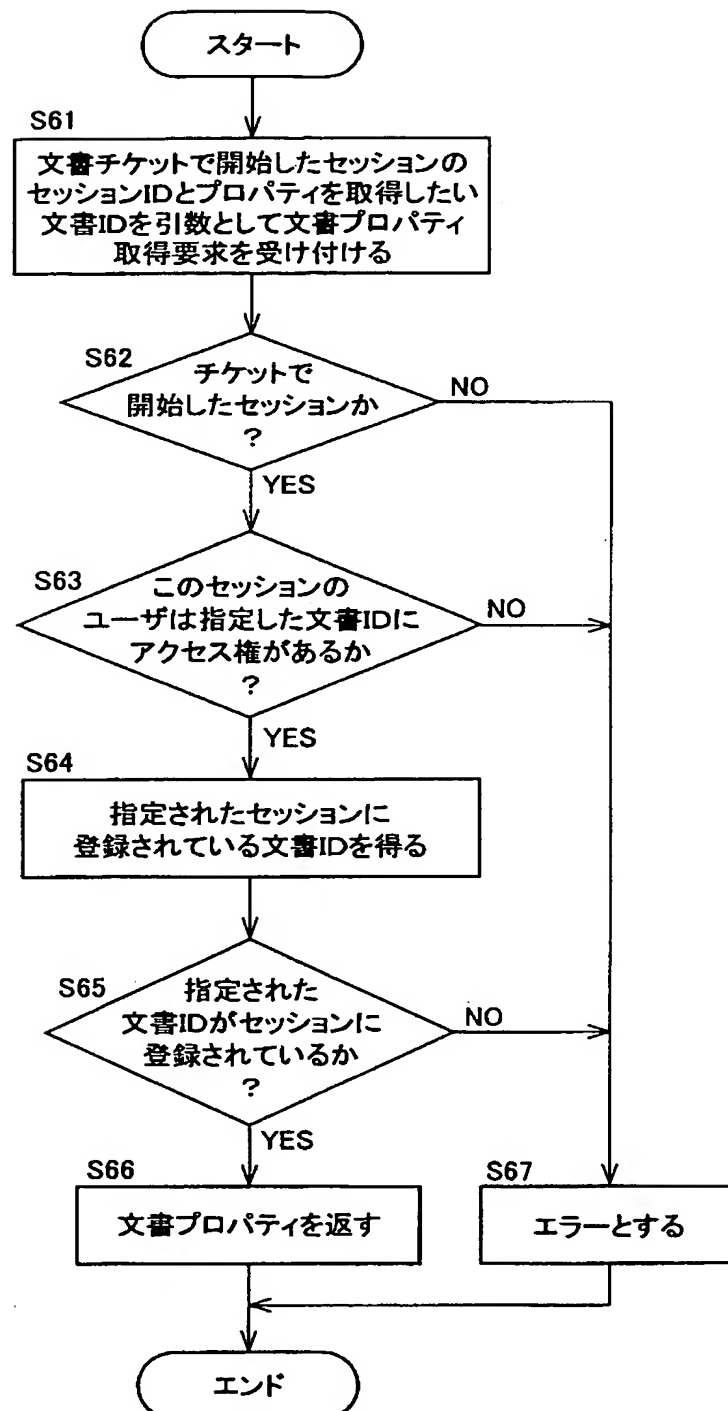 スタート
S61
文書チケットで開始したセッションの
セッションIDとプロパティを取得したい
文書IDを引数として文書プロパティ
取得要求を受け付ける
S62
チケットで
開始したセッションか
?
NO
YES
S63
このセッションの
ユーザは指定した文書IDに
アクセス権があるか
?
NO
YES
S64
指定されたセッションに
登録されている文書IDを得る
S65
指定された
文書IDがセッションに
登録されているか
?
NO
YES
S66
文書プロパティを返す
S67
エラーとする
エンド